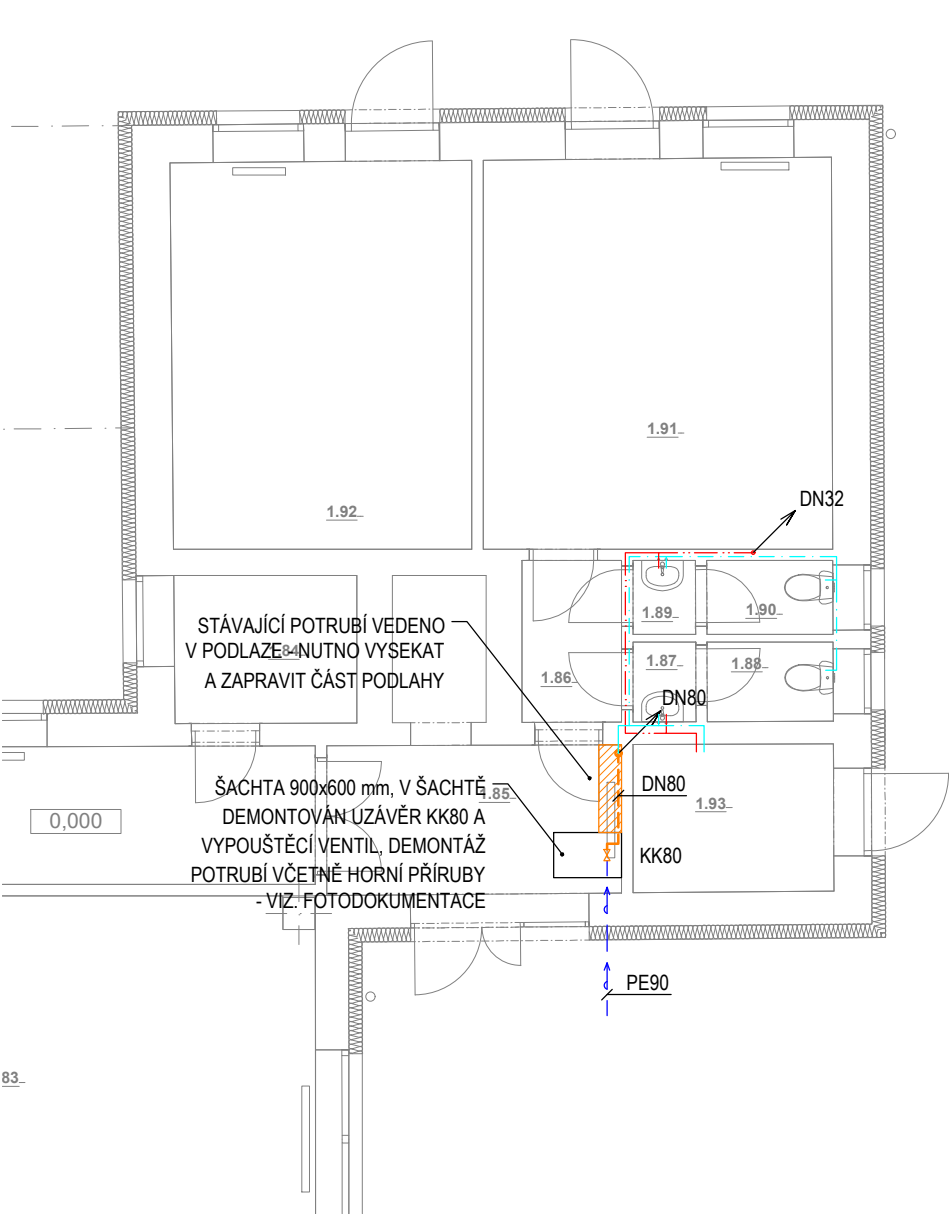 1.91
1.92
DN32
1.89
1.90
STÁVAJÍCÍ POTRUBÍ VEDENO
V PODLAZE - NUTNO VYSEKAT
A ZAPRAVIT ČÁST PODLAHY
1.84
1.86
1.87
1.88
DN80
ŠACHTA 900x600 mm, V ŠACHTĚ
DEMONTOVÁN UZÁVĚR KK80 A
VYPOUŠTĚCÍ VENTIL, DEMONTÁŽ
POTRUBÍ VČETNĚ HORNÍ PŘÍRUBY
- VIZ. FOTODOKUMENTACE
1.85
DN80
1.93
0,000
KK80
PE90
83